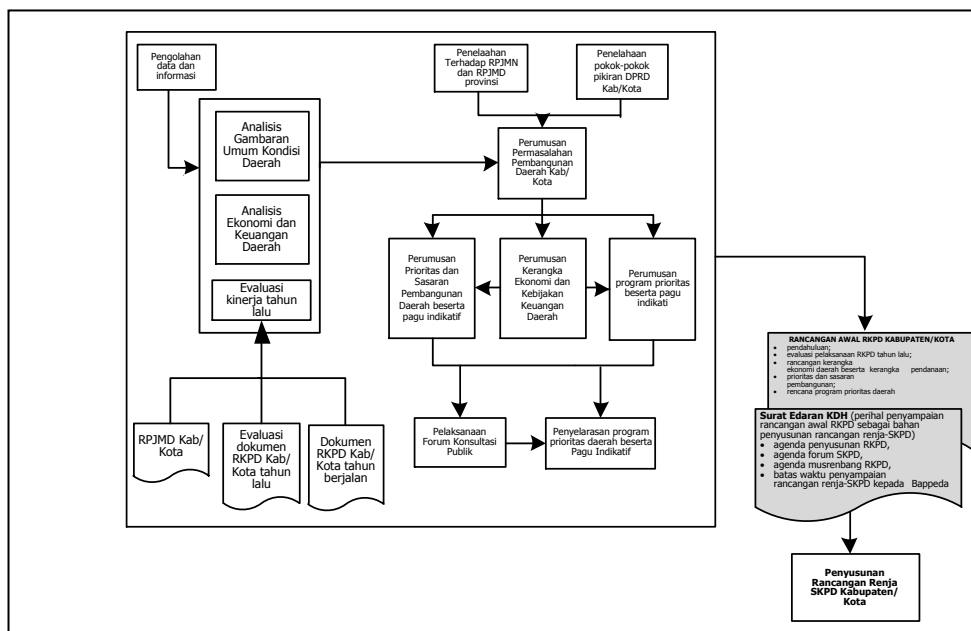 Pengolahan
data dan
informasi
Penelaahan
Terhadap RPJMN
dan RPJMD
provinsi
Penelahaan
pokok-pokok
pikiran DPRD
Kab/Kota
Analisis
Gambaran
Umum Kondisi
Daerah
Analisis
Ekonomi dan
Keuangan
Daerah
Evaluasi
kinerja tahun
lalu
Perumusan
Permasalahan
Pembangunan
Daerah Kab/
Kota
Perumusan
Prioritas dan
Sasaran
Pembangunan
Daerah beserta
pagu indikatif
Perumusan
Kerangka
Ekonomi dan
Kebijakan
Keuangan
Daerah
Perumusan
program prioritas
beserta pagu
indikati
RPJMD Kab/
Kota
Evaluasi
dokumen
RKPD Kab/
Kota tahun
lalu
Dokumen
RKPD Kab/
Kota tahun
berjalan
Pelaksanaan
Forum Konsultasi
Publik
Penyelarasan program
prioritas daerah beserta
Pagu Indikatif
RANCANGAN AWAL RKPD KABUPATEN/KOTA
• pendahuluan;
• evaluasi pelaksanaan RKPD tahun lalu;
• rancangan kerangka
ekonomi daerah beserta kerangka pendanaan;
• prioritas dan sasaran
pembangunan;
• rencana program prioritas daerah
Surat Edaran KDH (perihal penyampaian
rancangan awal RKPD sebagai bahan
penyusunan rancangan renja-SKPD)
• agenda penyusunan RKPD,
• agenda forum SKPD,
• agenda musrenbang RKPD,
• batas waktu penyampaian
rancangan renja-SKPD kepada Bappeda
Penyusunan
Rancangan Renja
SKPD Kabupaten/
Kota